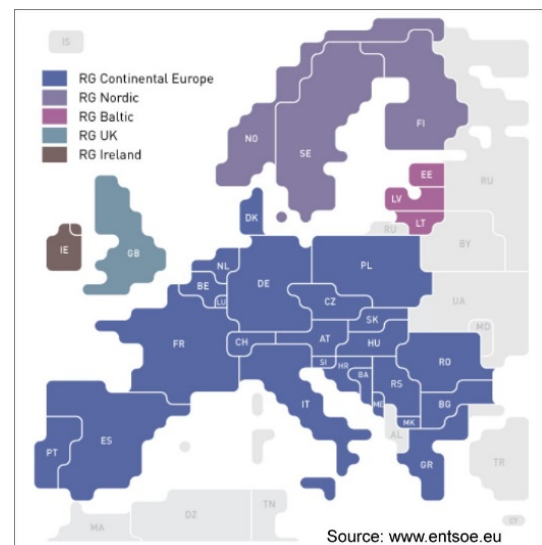 IS
RG Continental Europe
RG Nordic
RG Baltic
RG UK
RG Ireland
NO
SE
FI
RU
EE
LV
LT
RU
BY
DK
IE
GB
NL
BE
LU
DE
PL
CZ
UA
MD
SK
FR
CH
AT
HU
RO
SI
HR
BA
RS
IT
ME
BG
MK
AL
PT
ES
GR
TR
MA
DZ
TN
CY
Source: www.entsoe.eu